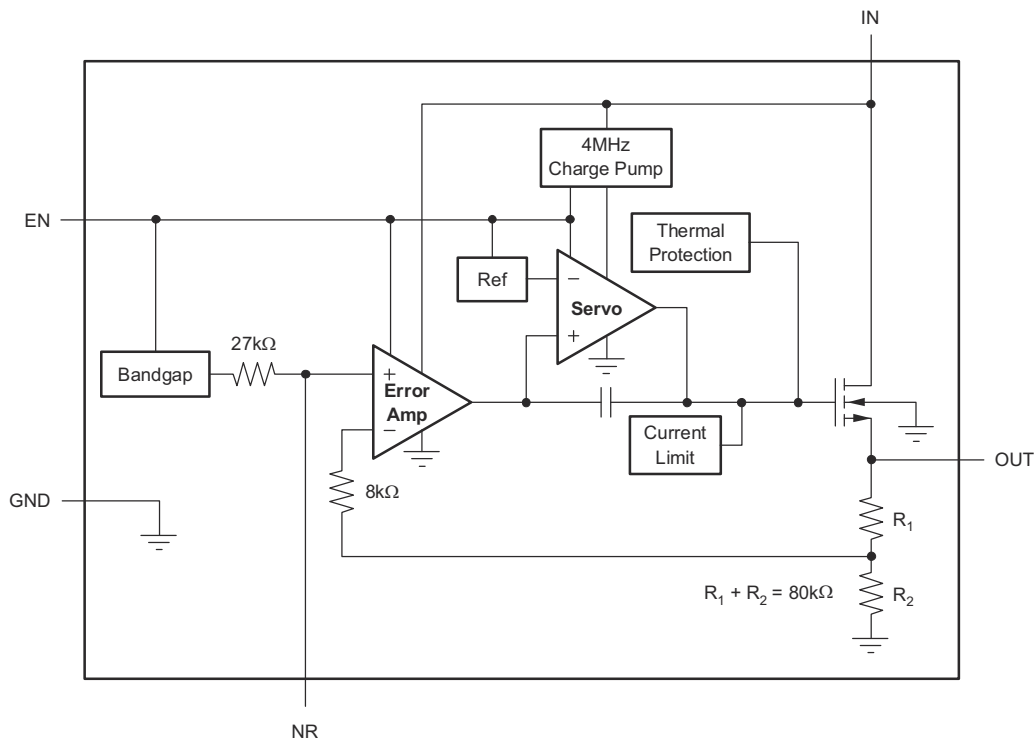 IN
4MHz
Charge Pump
EN
Thermal
Protection
Ref
−
Servo
+
27kΩ
Bandgap
+
Error
Amp
−
Current
Limit
OUT
8kΩ
GND
R1
R1 + R2 = 80kΩ
R2
NR